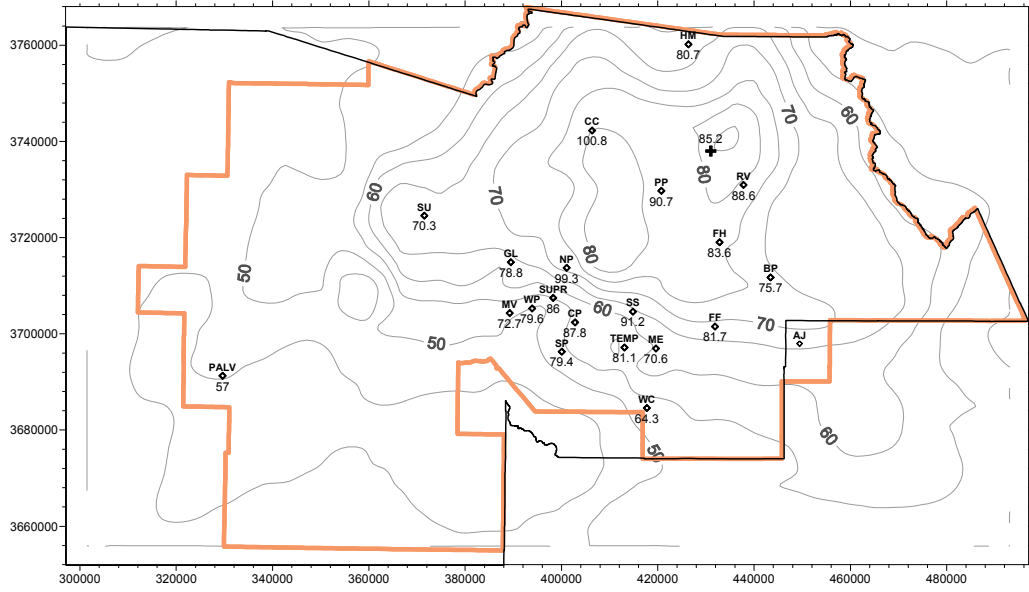 3760000
3740000
3720000
3700000
3680000
3660000
300000
320000
340000
360000
380000
400000
420000
440000
460000
480000
HM
80.7
CC
100.8
85.2
PP
90.7
RV
88.6
SU
70.3
FH
83.6
GL
78.8
NP
99.3
BP
75.7
SUPR
86
MV
72.7
WP
79.6
CP
87.8
SS
91.2
FF
81.7
SP
79.4
TEMP
81.1
ME
70.6
AJ
PALV
57
WC
64.3
70
60
60
70
80
50
80
60
70
50
60
50